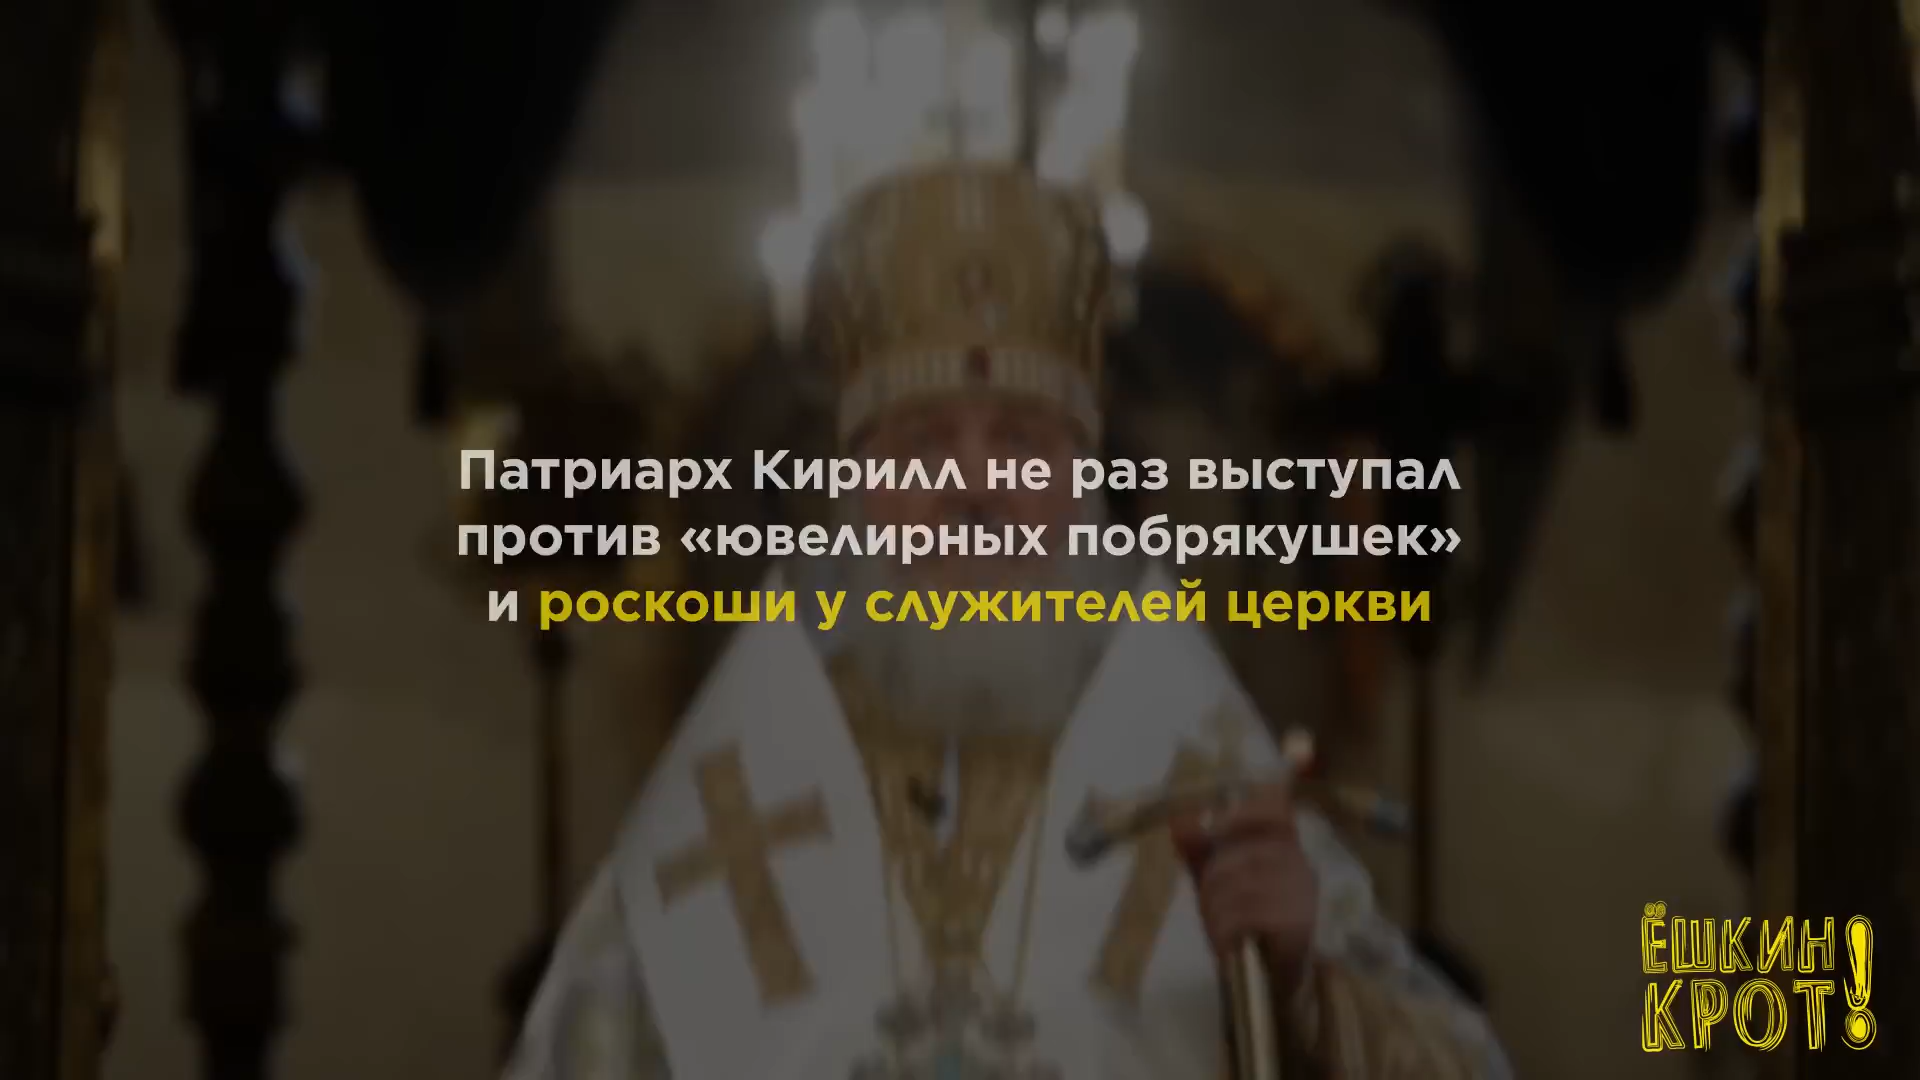 Патриарх Кирилл не раз выступал
против «ювелирных побрякушек»
и роскоши у служителей церкви
ЁШКИН
КРОТ!